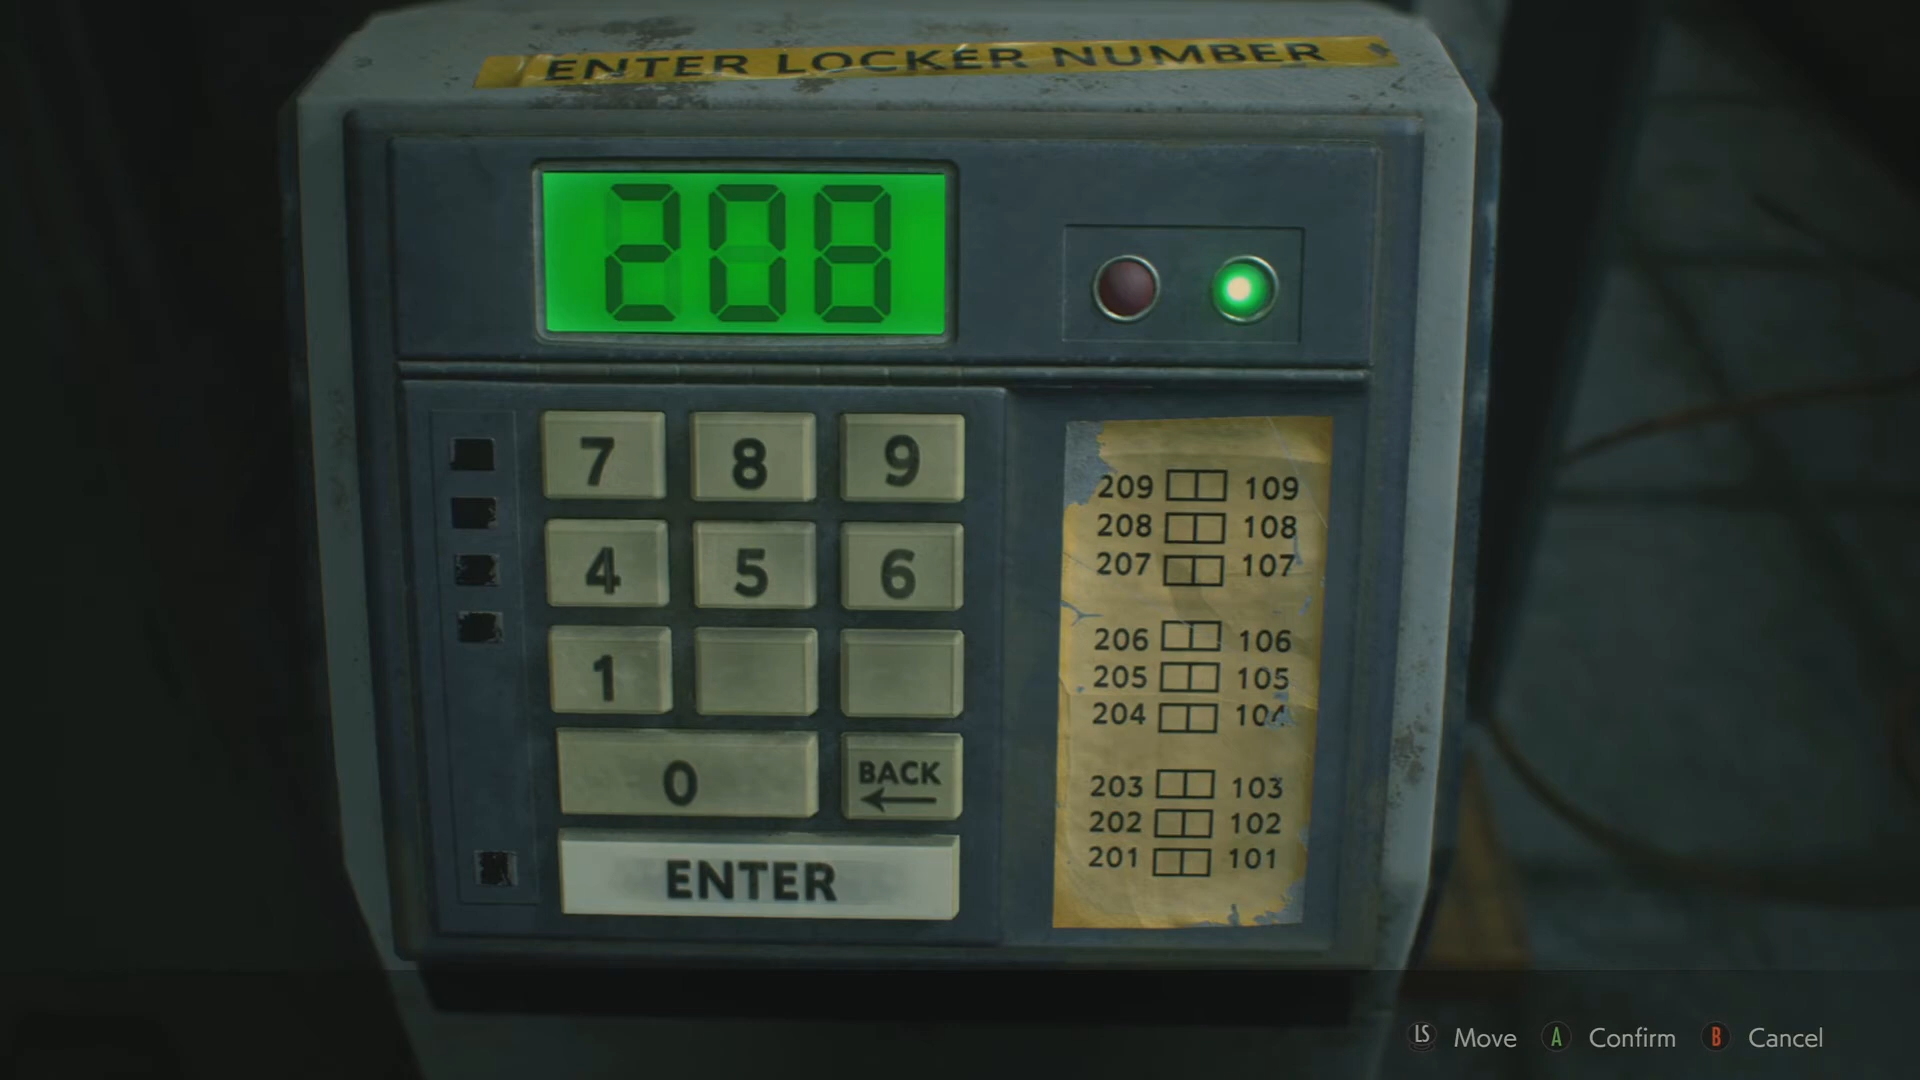 ENTER LOCKER NUMBER
208
7 8 9
4 5 6
1
0 BACK
ENTER
209 109
208 108
207 107
206 106
205 105
204 104
203 103
202 102
201 101
LS Move A Confirm B Cancel